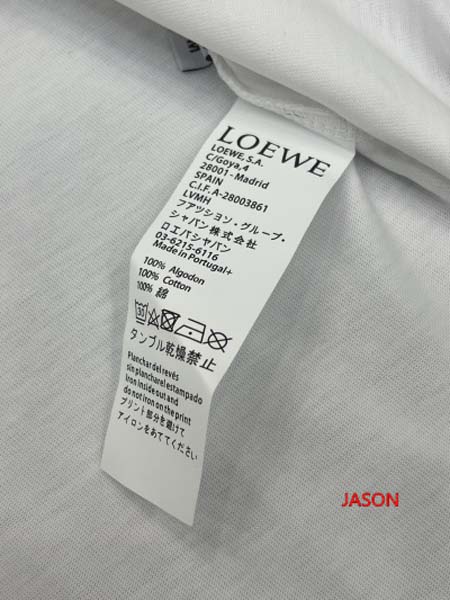 LOEWE
LOEWE, S.A.
C/Goya,4
28001 - Madrid
SPAIN
C.I.F. A-28003861
LVMH
ファッション・グループ・
ジャパン株式会社
ロエベジャパン
03-6215-6116
Made in Portugal+
100% Algodon
100% Cotton
100% 綿
30
タンブル乾燥禁止
Planchar del revés
sin planchar el estampado
Iron inside out and
do not iron on the print
プリント部分を避けて
アイロンをあててください
JASON